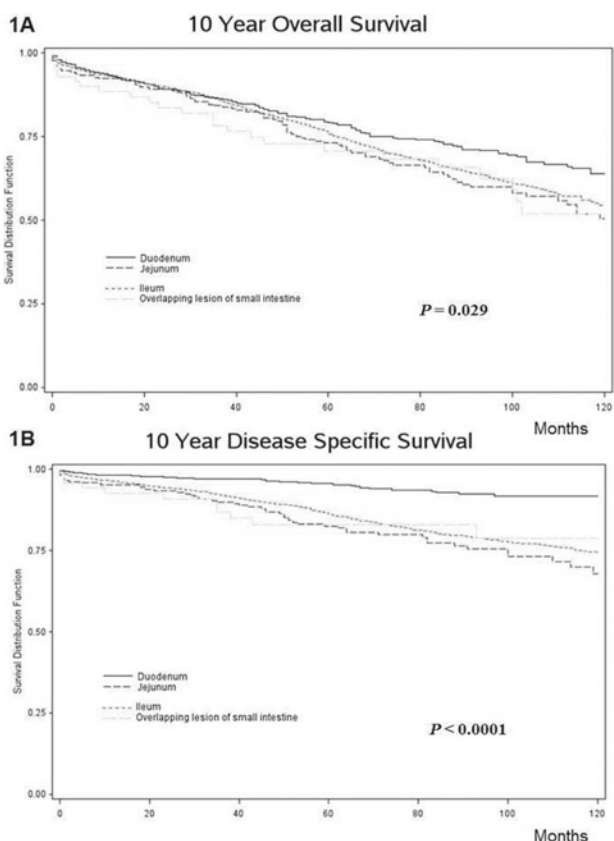 1A
10 Year Overall Survival
1.00
0.75
0.50
0.25
0.00
Survival Distribution Function
Duodenum
Jejunum
Ileum
Overlapping lesion of small intestine
P = 0.029
0 20 40 60 80 100 120
Months
1B
10 Year Disease Specific Survival
1.00
0.75
0.50
0.25
0.00
Survival Distribution Function
Duodenum
Jejunum
Ileum
Overlapping lesion of small intestine
P < 0.0001
0 20 40 60 80 100 120
Months